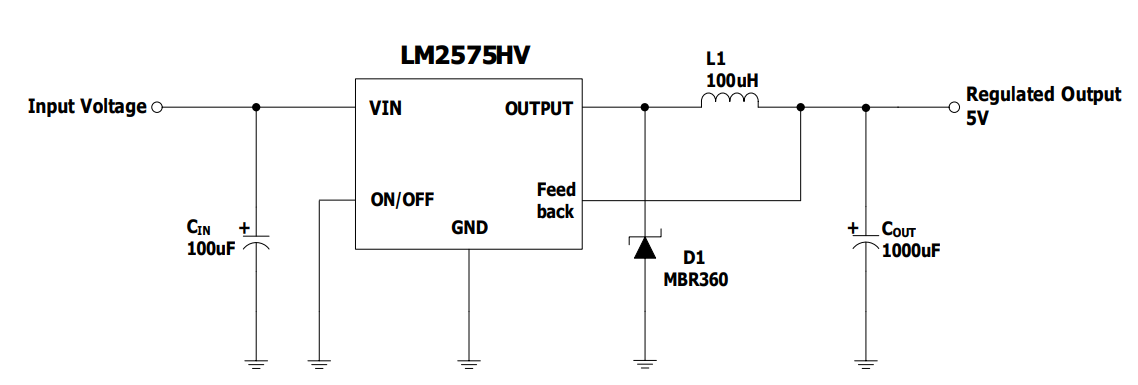 LM2575HV
L1
100uH
Input Voltage
VIN
OUTPUT
Regulated Output
5V
ON/OFF
Feed
back
GND
CIN
+
100uF
D1
MBR360
+
COUT
1000uF